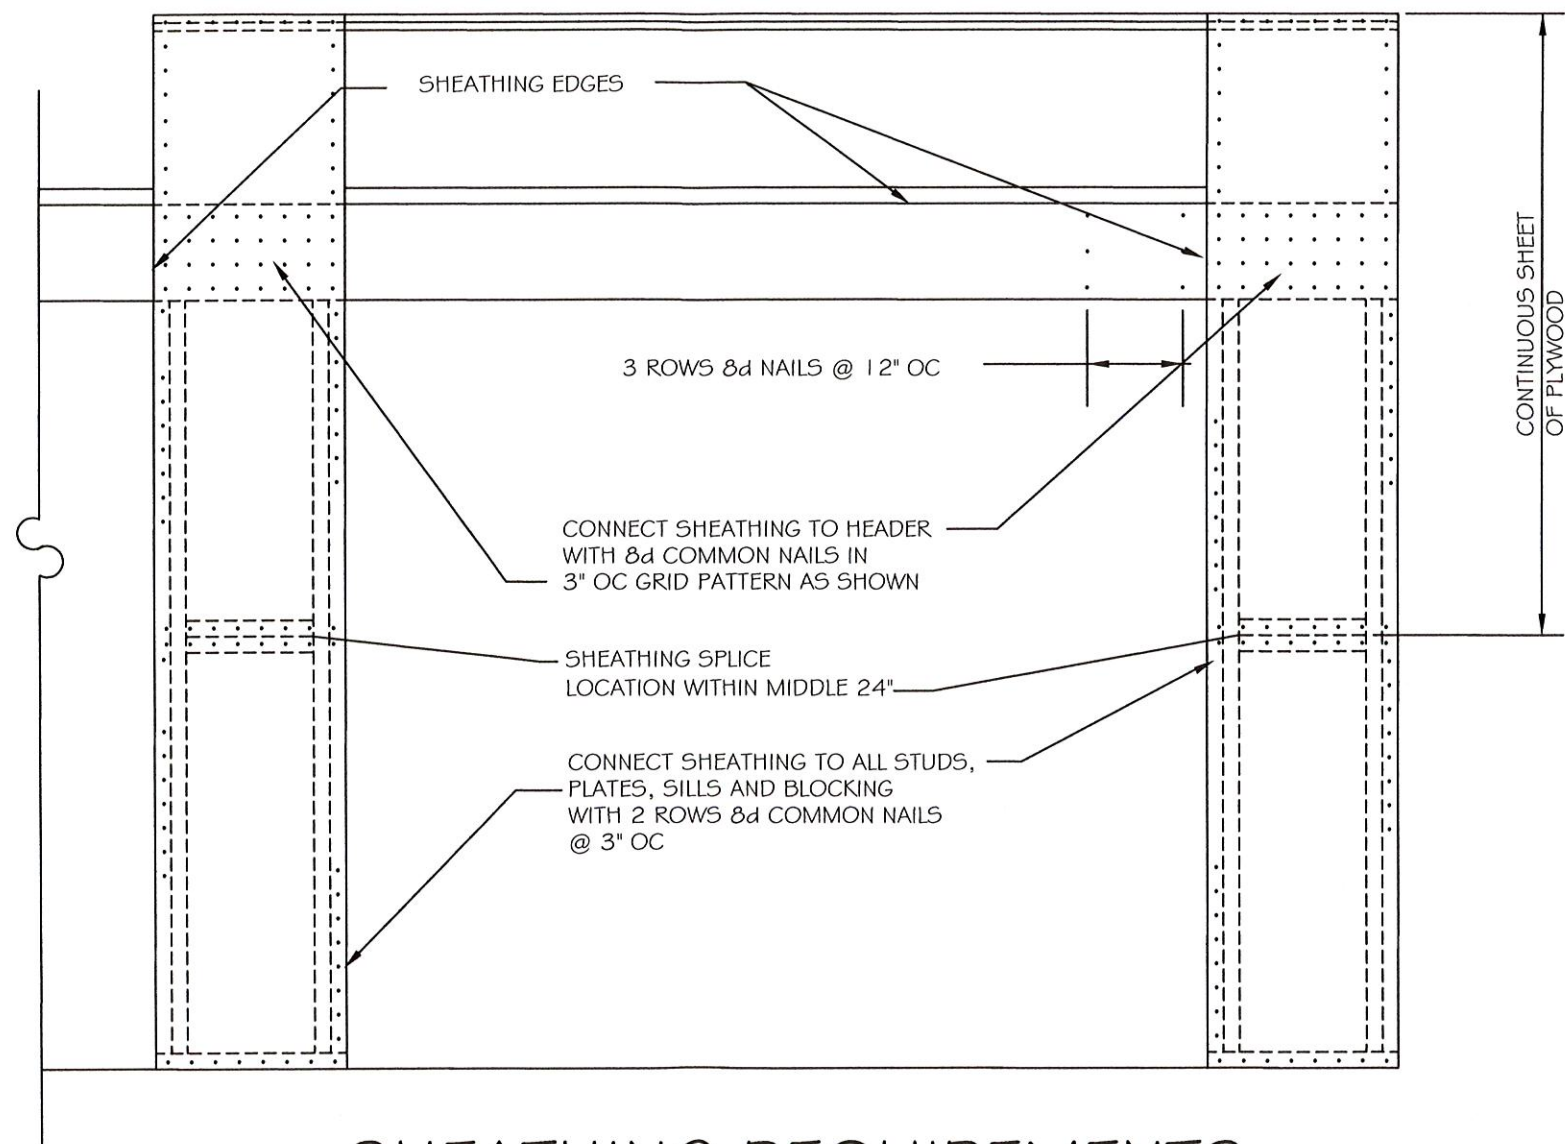 SHEATHING EDGES
CONTINUOUS SHEET
OF PLYWOOD
3 ROWS 8d NAILS @ 12" OC
CONNECT SHEATHING TO HEADER
WITH 8d COMMON NAILS IN
3" OC GRID PATTERN AS SHOWN
SHEATHING SPLICE
LOCATION WITHIN MIDDLE 24"
CONNECT SHEATHING TO ALL STUDS,
PLATES, SILLS AND BLOCKING
WITH 2 ROWS 8d COMMON NAILS
@ 3" OC
SHEATHING REQUIREMENTS